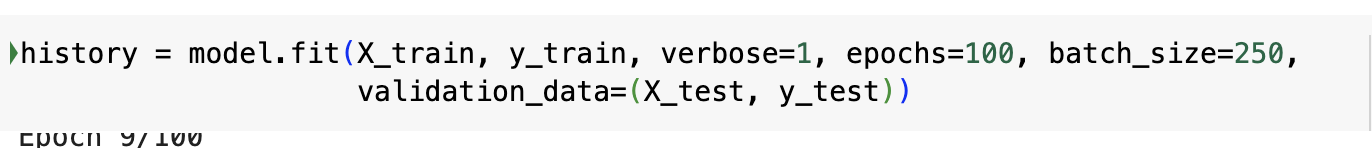 history = model.fit(X_train, y_train, verbose=1, epochs=100, batch_size=250,
validation_data=(X_test, y_test))
Epoch 9/100